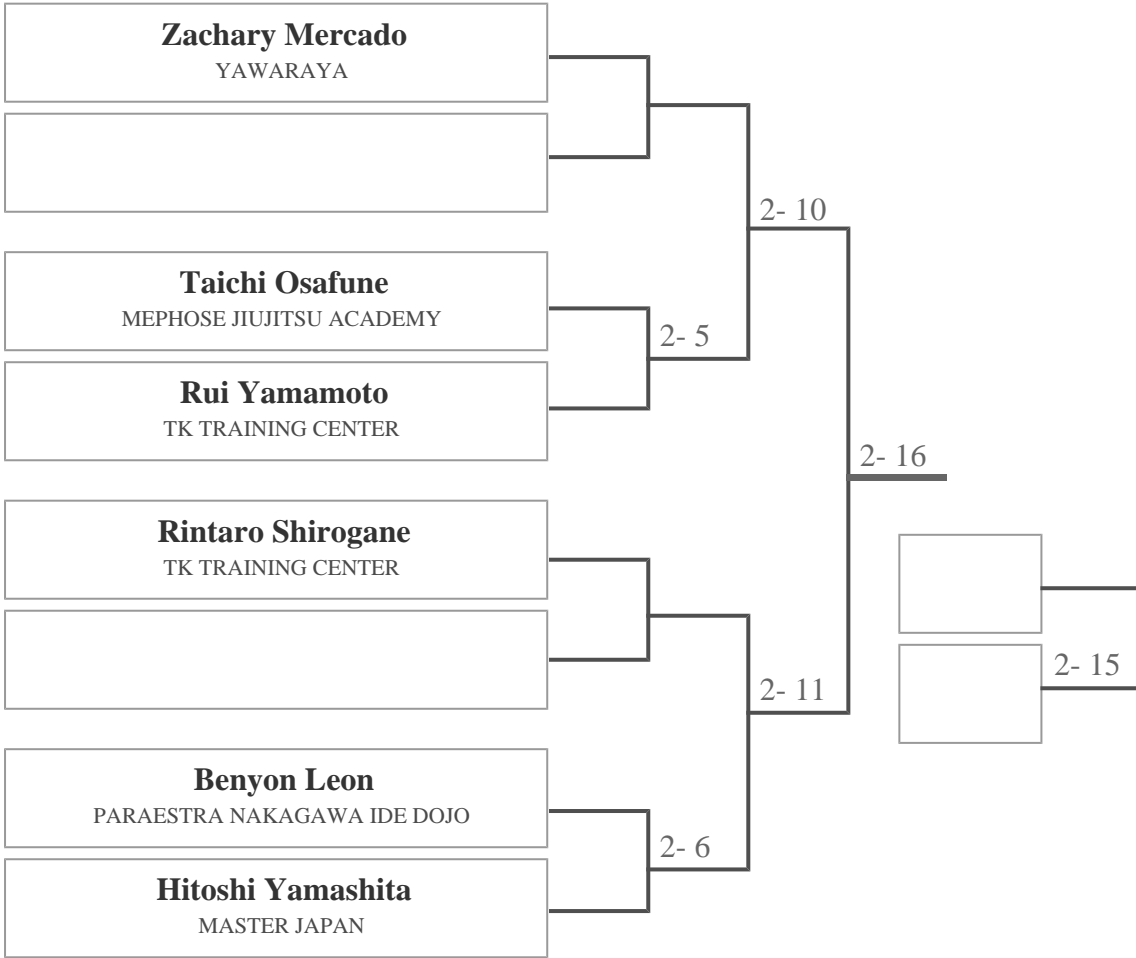 Zachary Mercado
YAWARAYA
2- 10
Taichi Osafune
MEPHOSE JIUJITSU ACADEMY
2- 5
Rui Yamamoto
TK TRAINING CENTER
2- 16
Rintaro Shirogane
TK TRAINING CENTER
2- 15
2- 11
Benyon Leon
PARAESTRA NAKAGAWA IDE DOJO
2- 6
Hitoshi Yamashita
MASTER JAPAN